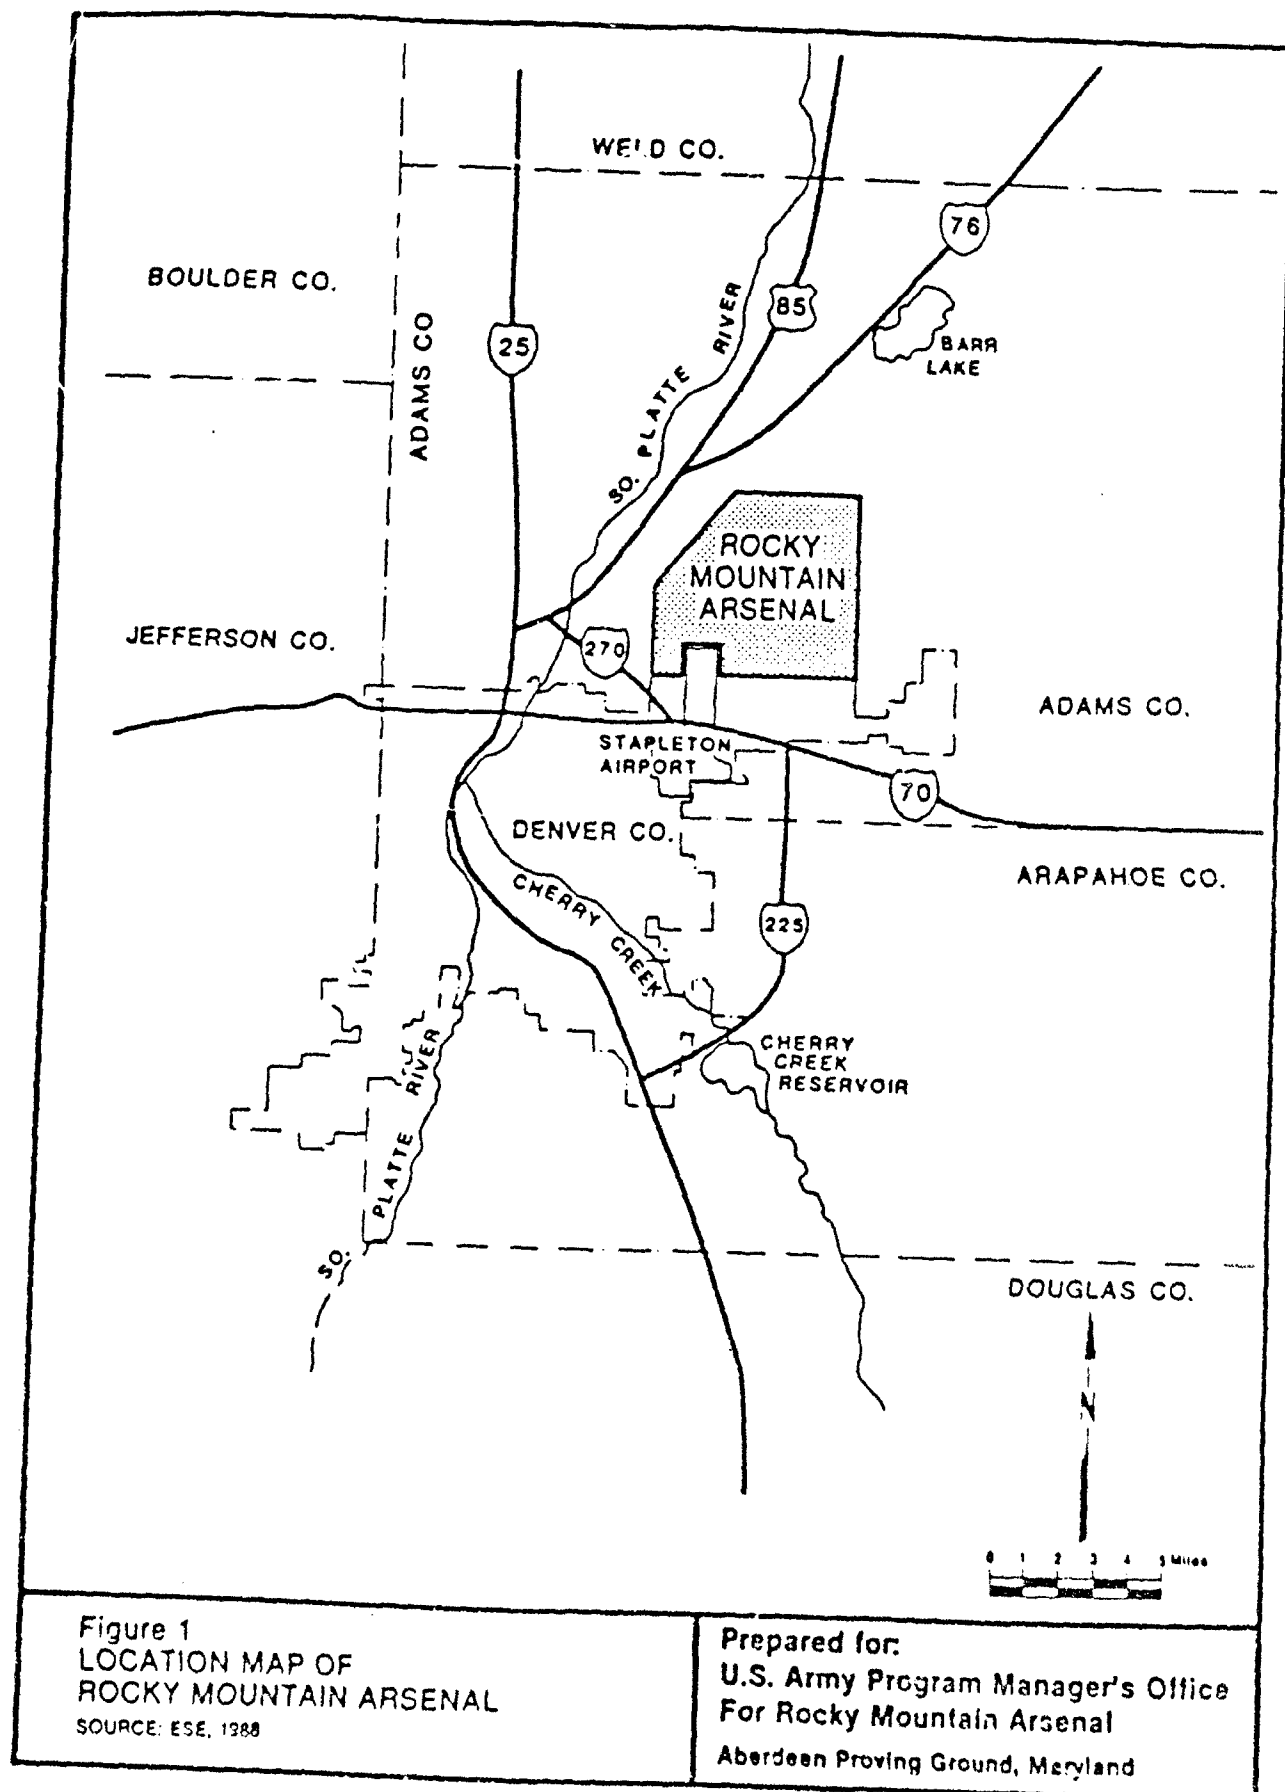 WELD CO.
76
BOULDER CO.
85
SO. PLATTE RIVER
25
ADAMS CO
BARR
LAKE
ROCKY
MOUNTAIN
ARSENAL
JEFFERSON CO.
270
ADAMS CO.
STAPLETON
AIRPORT
70
DENVER CO.
ARAPAHOE CO.
CHERRY CREEK
225
CHERRY
CREEK
RESERVOIR
SO. PLATTE RIVER
DOUGLAS CO.
N
0 1 2 3 4 5 Miles
Figure 1
LOCATION MAP OF
ROCKY MOUNTAIN ARSENAL
SOURCE: ESE, 1988
Prepared for:
U.S. Army Program Manager's Office
For Rocky Mountain Arsenal
Aberdeen Proving Ground, Maryland